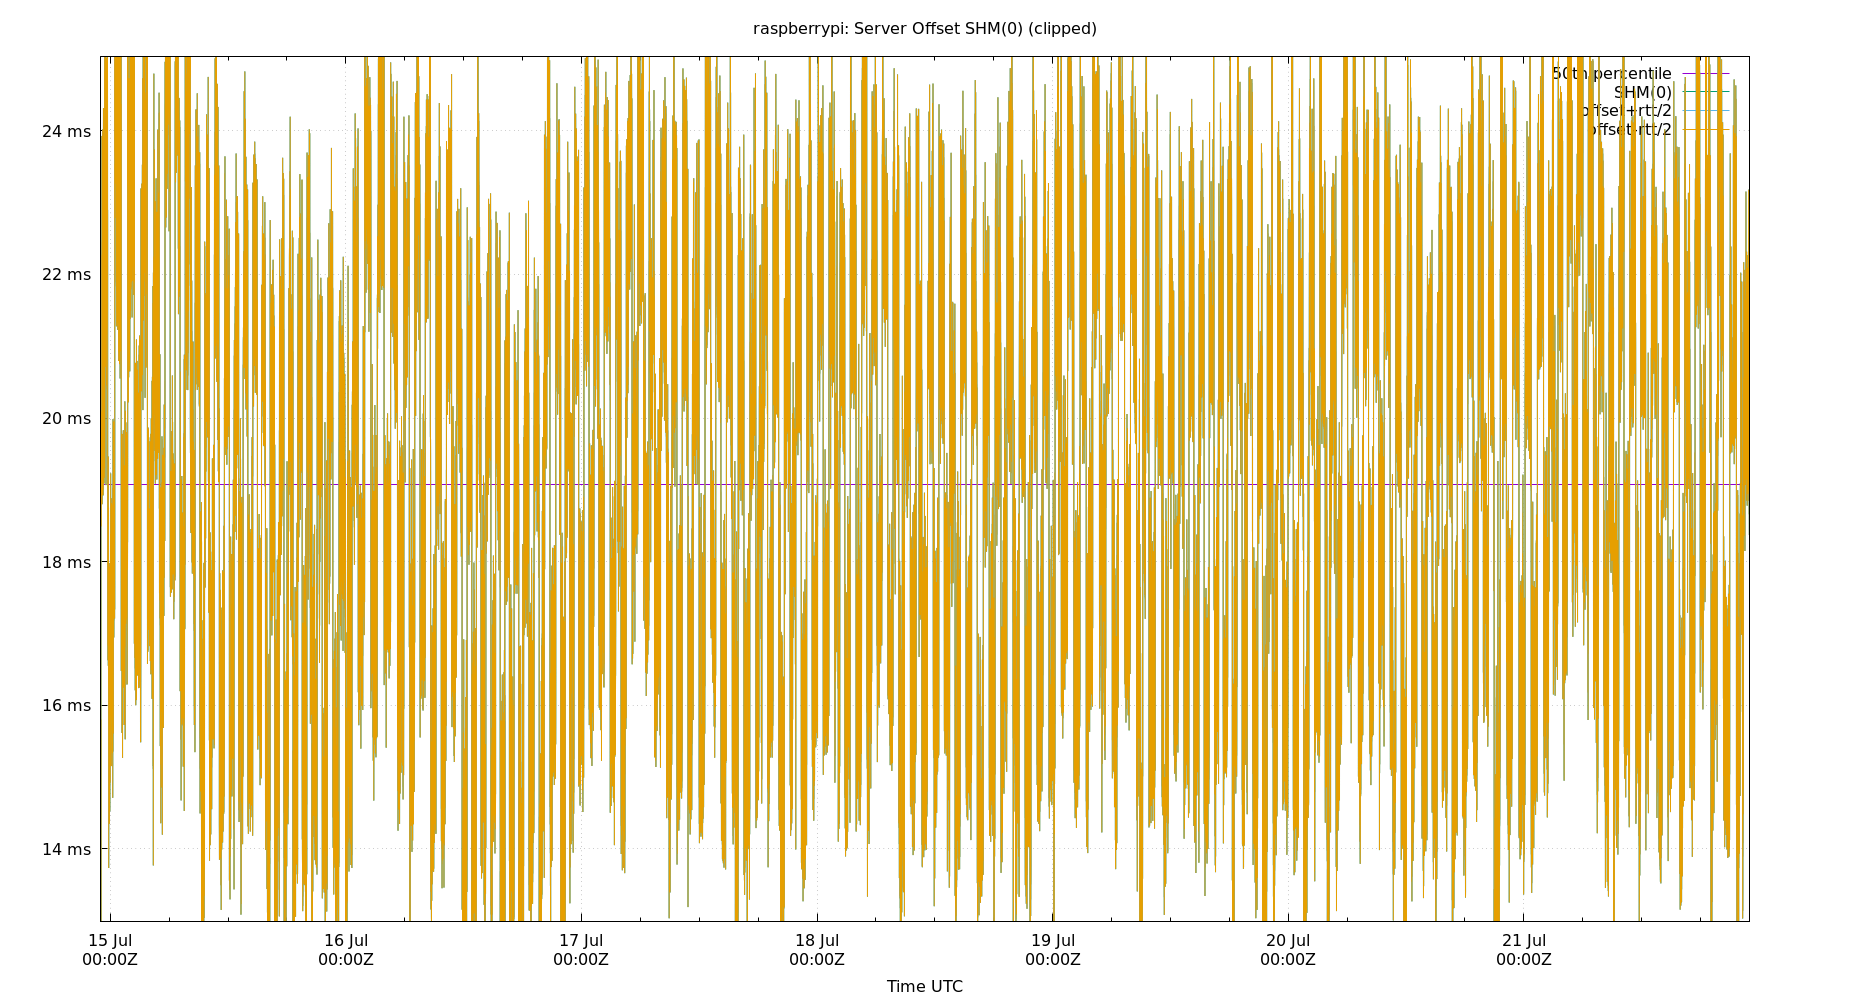 raspberrypi: Server Offset SHM(0) (clipped)
50th percentile
SHM(0)
offset+rtt/2
offset-rtt/2
24 ms
22 ms
20 ms
18 ms
16 ms
14 ms
15 Jul 16 Jul 17 Jul 18 Jul 19 Jul 20 Jul 21 Jul
00:00Z 00:00Z 00:00Z 00:00Z 00:00Z 00:00Z 00:00Z
Time UTC